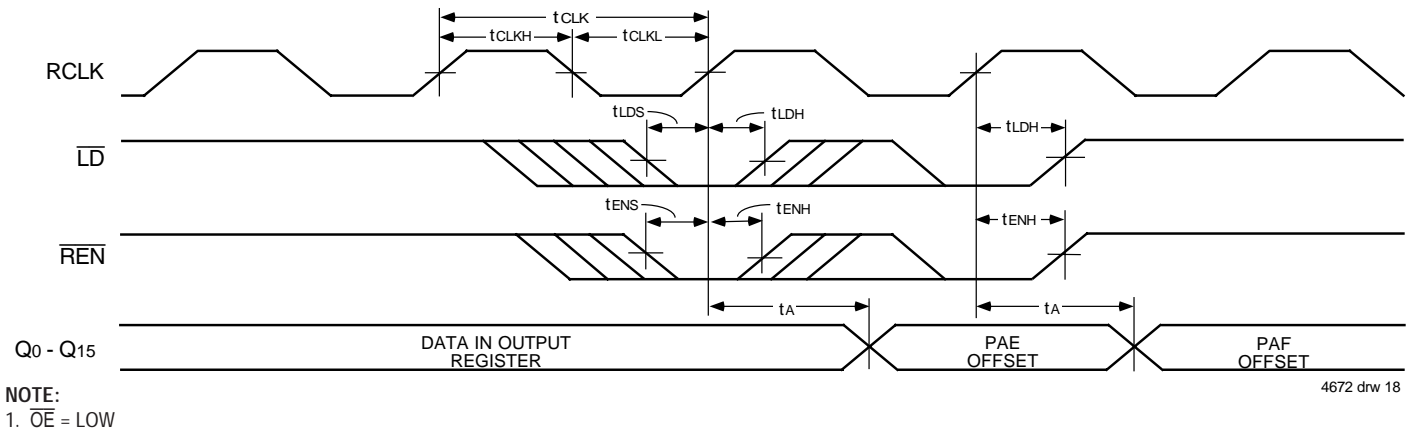 tCLK
tCLKH
tCLKL
RCLK
tLDS
tLDH
tLDH
LD
tENS
tENH
tENH
REN
tA
tA
Q0 - Q15
DATA IN OUTPUT
REGISTER
PAE
OFFSET
PAF
OFFSET
4672 drw 18
NOTE:
1. OE = LOW